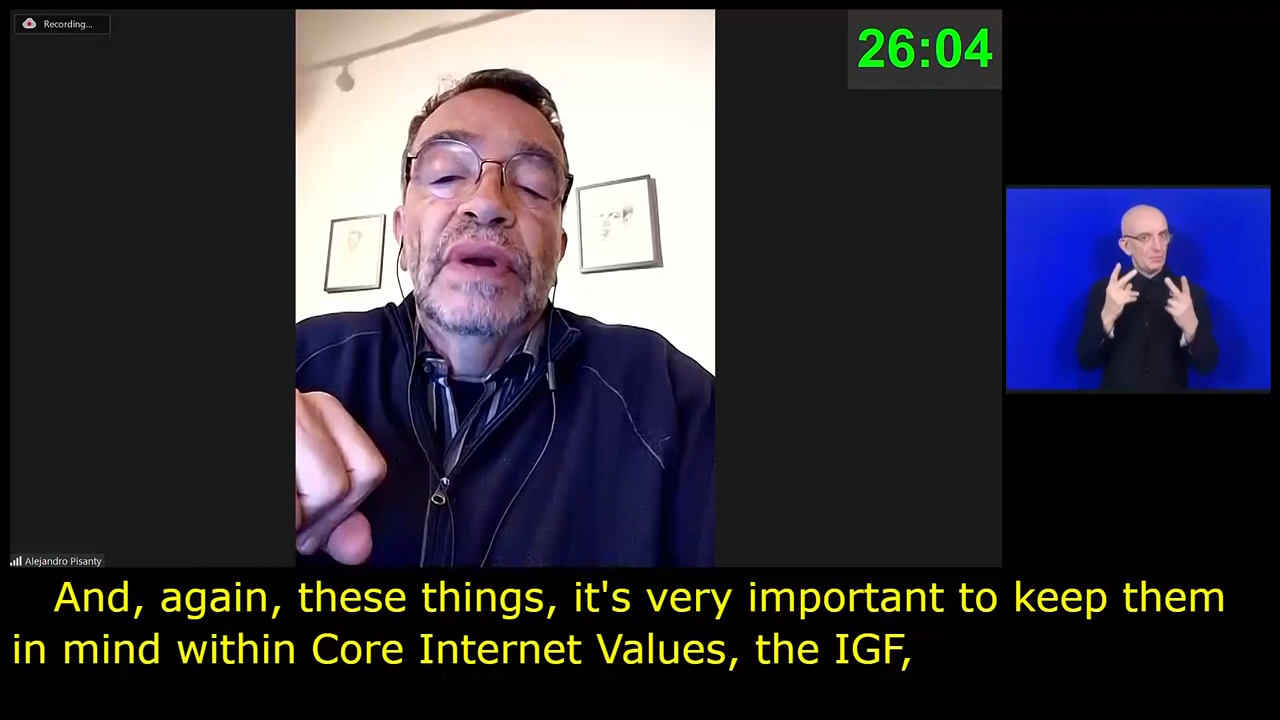 Recording...
26:04
Alejandro Pisanty
And, again, these things, it's very important to keep them
in mind within Core Internet Values, the IGF,